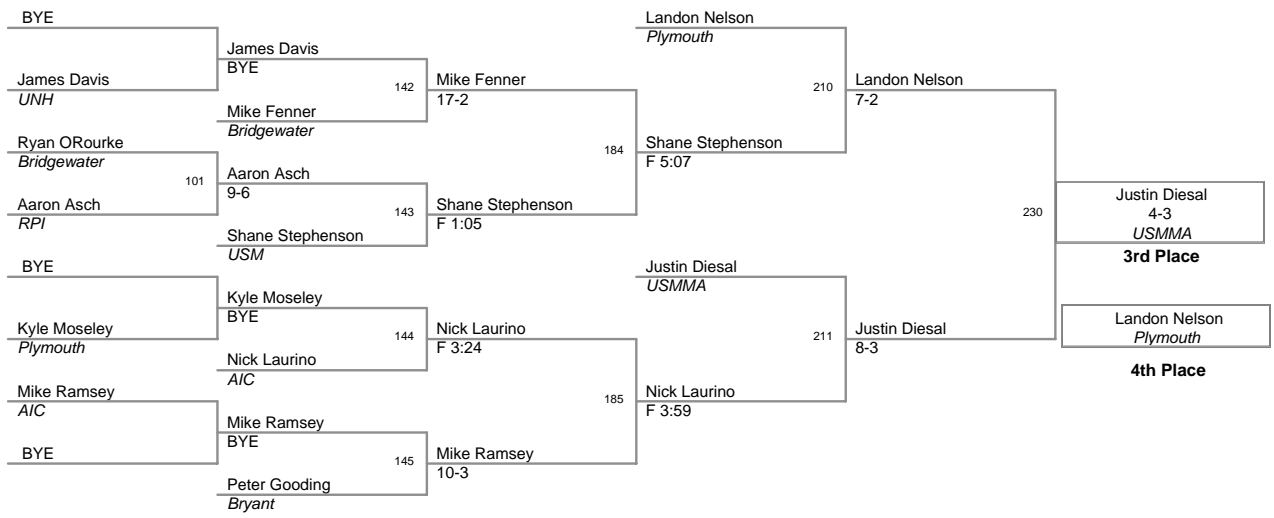 BYE
James Davis
UNH
Ryan ORourke
Bridgewater
101
Aaron Asch
RPI
BYE
Kyle Moseley
Plymouth
Mike Ramsey
AIC
BYE
James Davis
BYE
142
Mike Fenner
Bridgewater
Aaron Asch
9-6
143
Shane Stephenson
USM
Kyle Moseley
BYE
144
Nick Laurino
AIC
Mike Ramsey
BYE
145
Peter Gooding
Bryant
Mike Fenner
17-2
184
Shane Stephenson
F 1:05
Nick Laurino
F 3:24
185
Mike Ramsey
10-3
Landon Nelson
Plymouth
210
Shane Stephenson
F 5:07
Justin Diesal
USMMA
211
Nick Laurino
F 3:59
Landon Nelson
7-2
230
Justin Diesal
8-3
Justin Diesal
4-3
USMMA
3rd Place
Landon Nelson
Plymouth
4th Place